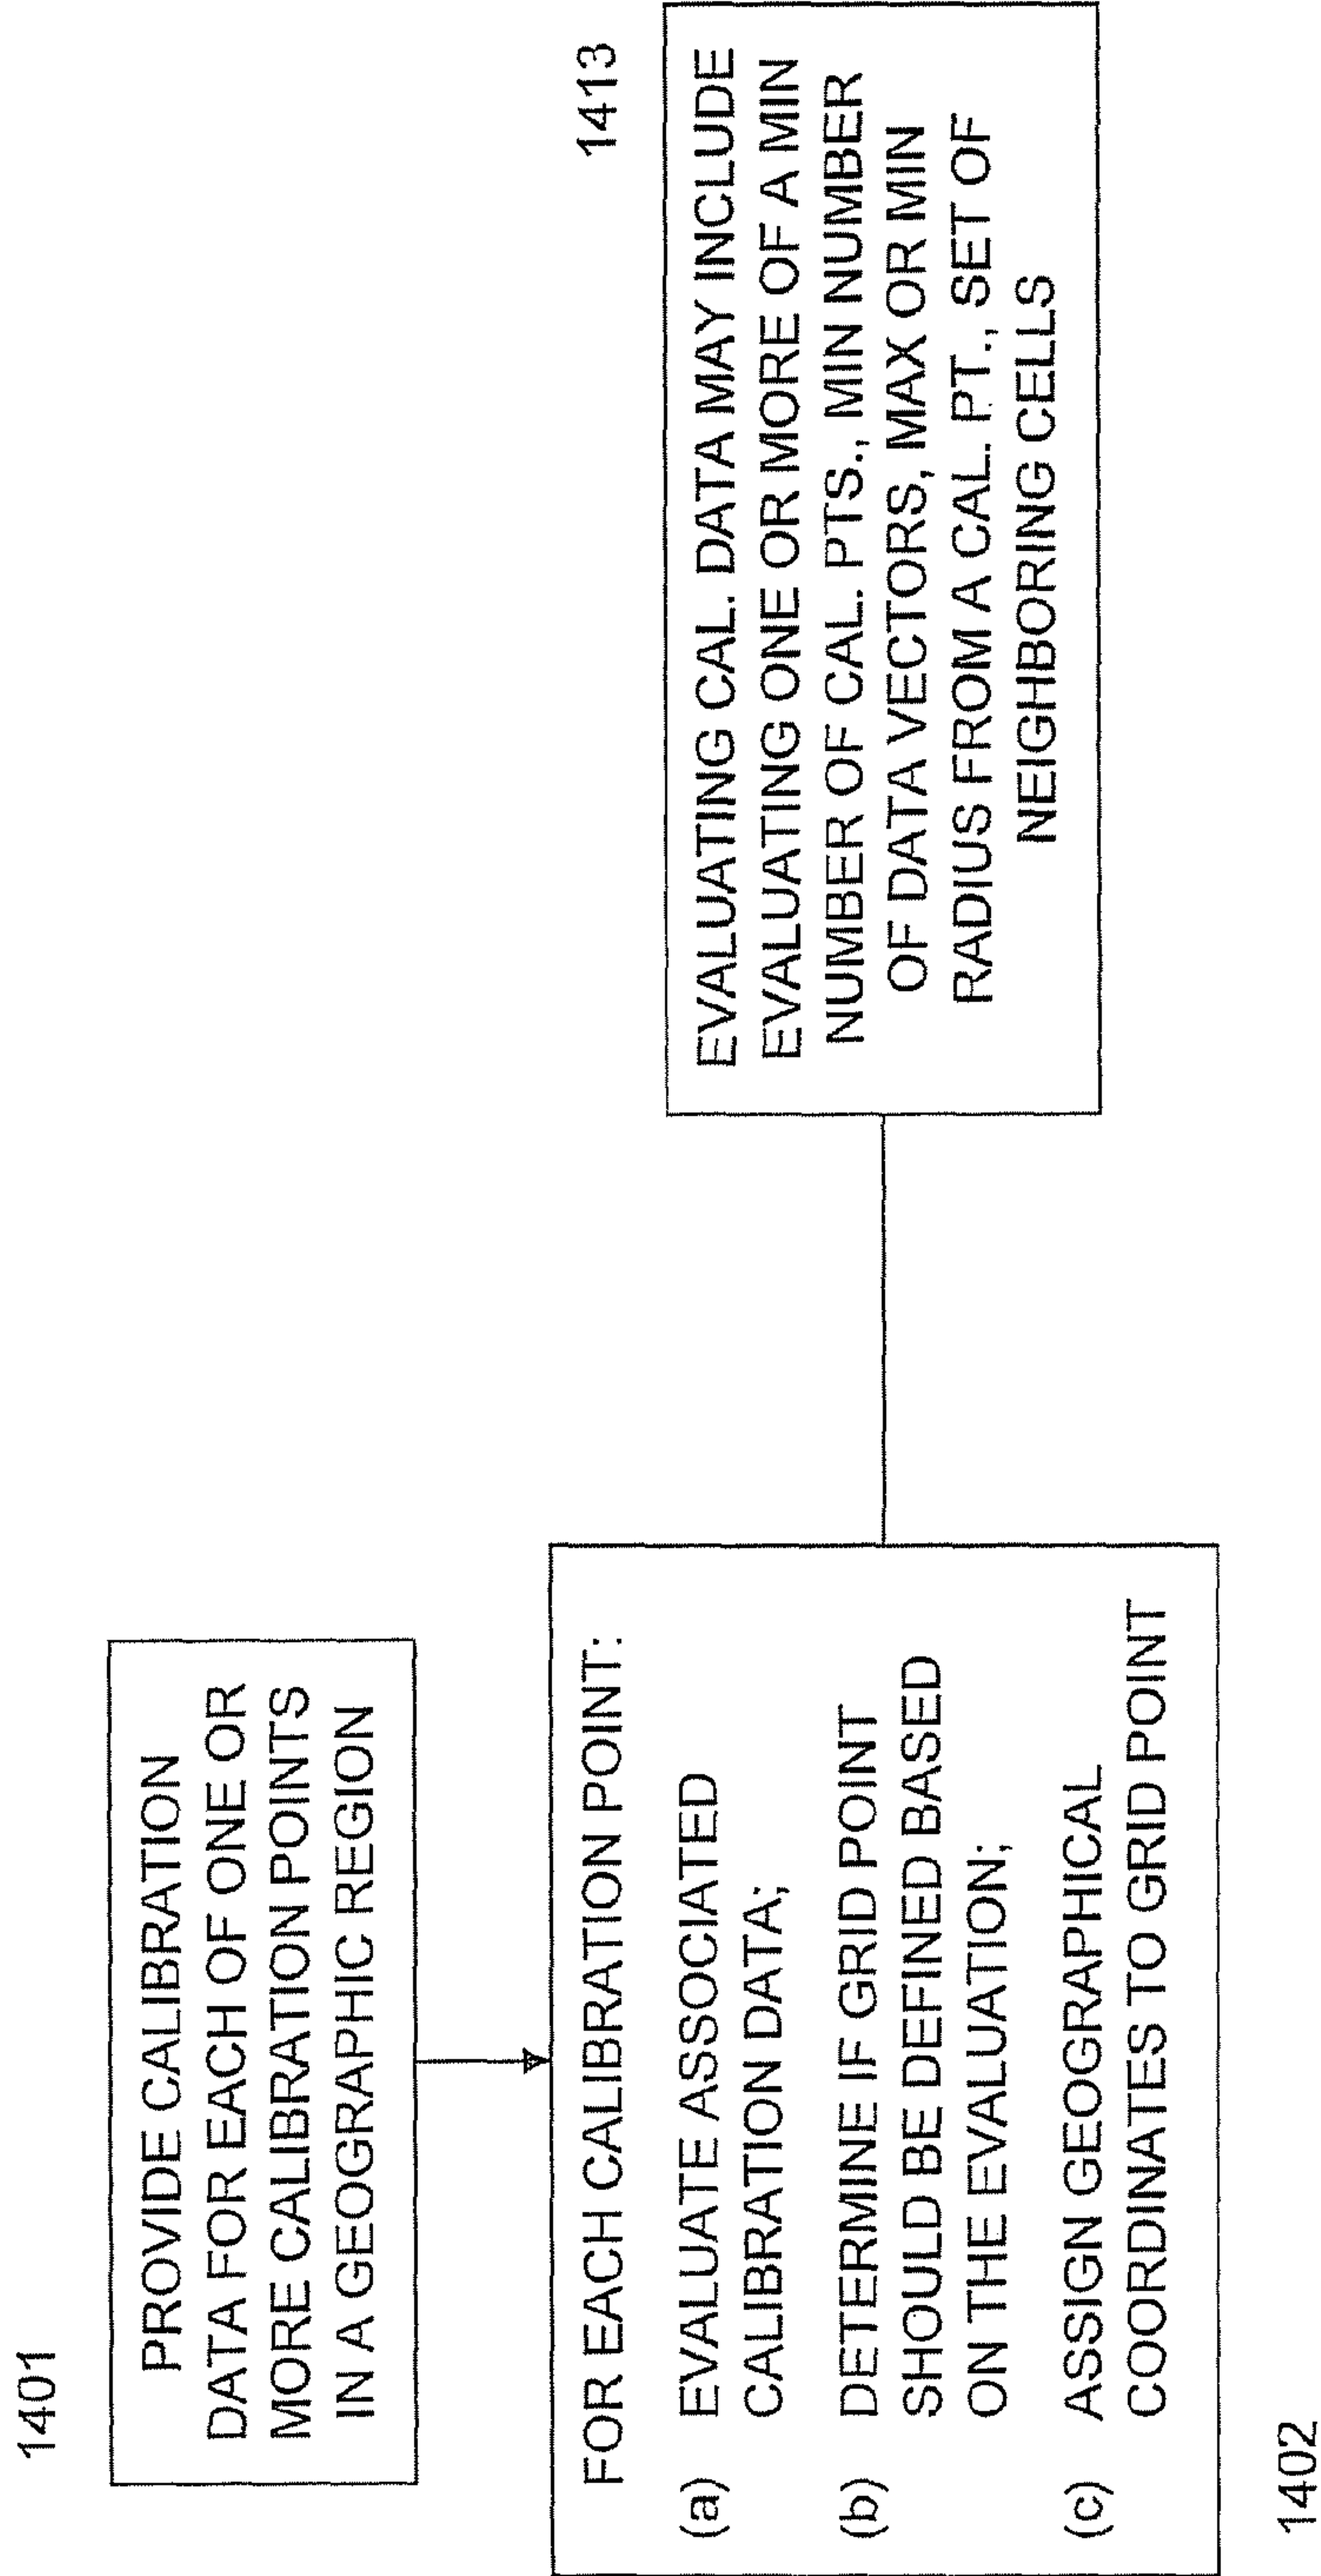 1401
PROVIDE CALIBRATION
DATA FOR EACH OF ONE OR
MORE CALIBRATION POINTS
IN A GEOGRAPHIC REGION
FOR EACH CALIBRATION POINT:
(a) EVALUATE ASSOCIATED
CALIBRATION DATA;
(b) DETERMINE IF GRID POINT
SHOULD BE DEFINED BASED
ON THE EVALUATION;
(c) ASSIGN GEOGRAPHICAL
COORDINATES TO GRID POINT
1402
1413
EVALUATING CAL. DATA MAY INCLUDE
EVALUATING ONE OR MORE OF A MIN
NUMBER OF CAL. PTS., MIN NUMBER
OF DATA VECTORS, MAX OR MIN
RADIUS FROM A CAL. PT., SET OF
NEIGHBORING CELLS